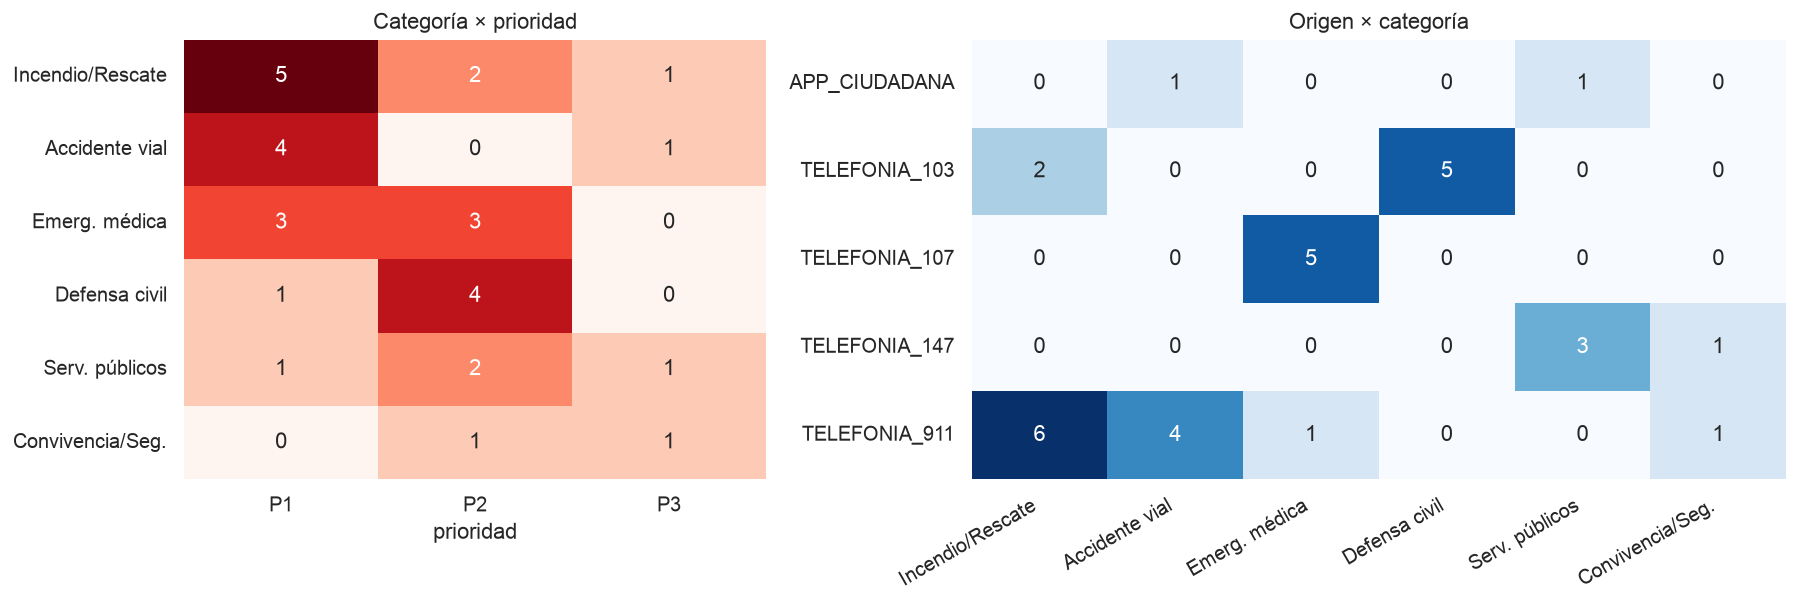 Categoría × prioridad
Incendio/Rescate 5 2 1
Accidente vial 4 0 1
Emerg. médica 3 3 0
Defensa civil 1 4 0
Serv. públicos 1 2 1
Convivencia/Seg. 0 1 1
P1 P2 P3
prioridad
Origen × categoría
APP_CIUDADANA 0 1 0 0 1 0
TELEFONIA_103 2 0 0 5 0 0
TELEFONIA_107 0 0 5 0 0 0
TELEFONIA_147 0 0 0 0 3 1
TELEFONIA_911 6 4 1 0 0 1
Incendio/Rescate
Accidente vial
Emerg. médica
Defensa civil
Serv. públicos
Convivencia/Seg.